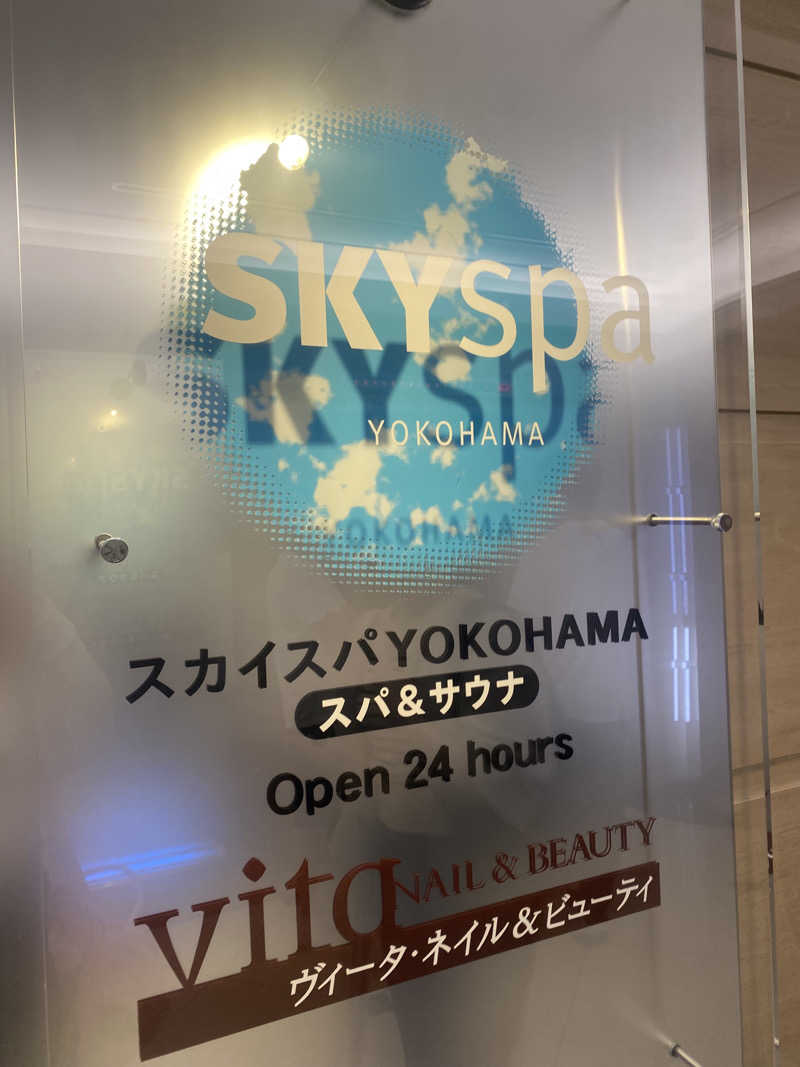 SKYspa
YOKOHAMA
スカイスパYOKOHAMA
スパ&サウナ
Open 24 hours
vita NAIL & BEAUTY
ヴィータ・ネイル&ビューティ